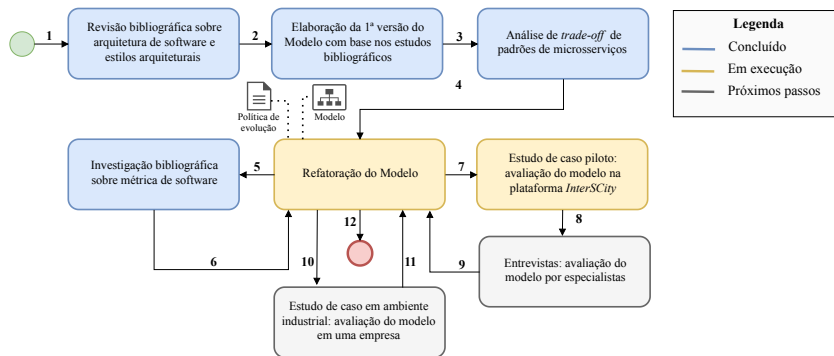 1
Revisão bibliográfica sobre
arquitetura de software e
estilos arquiteturais
2
Elaboração da 1ª versão do
Modelo com base nos estudos
bibliográficos
3
Análise de trade-off de
padrões de microsserviços
Legenda
Concluído
Em execução
Próximos passos
4
Política de
evolução
Modelo
Investigação bibliográfica
sobre métrica de software
5
Refatoração do Modelo
7
Estudo de caso piloto:
avaliação do modelo na
plataforma InterSCity
8
6
10
12
11
9
Entrevistas: avaliação do
modelo por especialistas
Estudo de caso em ambiente
industrial: avaliação do modelo
em uma empresa